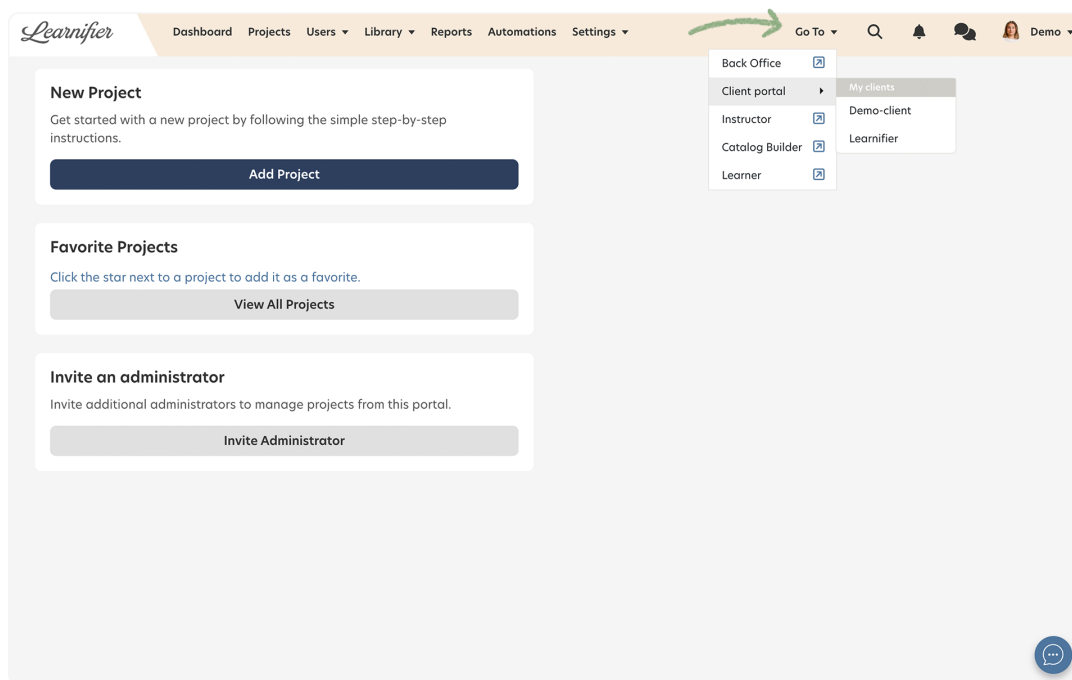 Learnifier
Dashboard Projects Users Library Reports Automations Settings Go To Demo
Back Office
Client portal
Instructor
Catalog Builder
Learner
My clients
Demo-client
Learnifier
New Project
Get started with a new project by following the simple step-by-step
instructions.
Add Project
Favorite Projects
Click the star next to a project to add it as a favorite.
View All Projects
Invite an administrator
Invite additional administrators to manage projects from this portal.
Invite Administrator